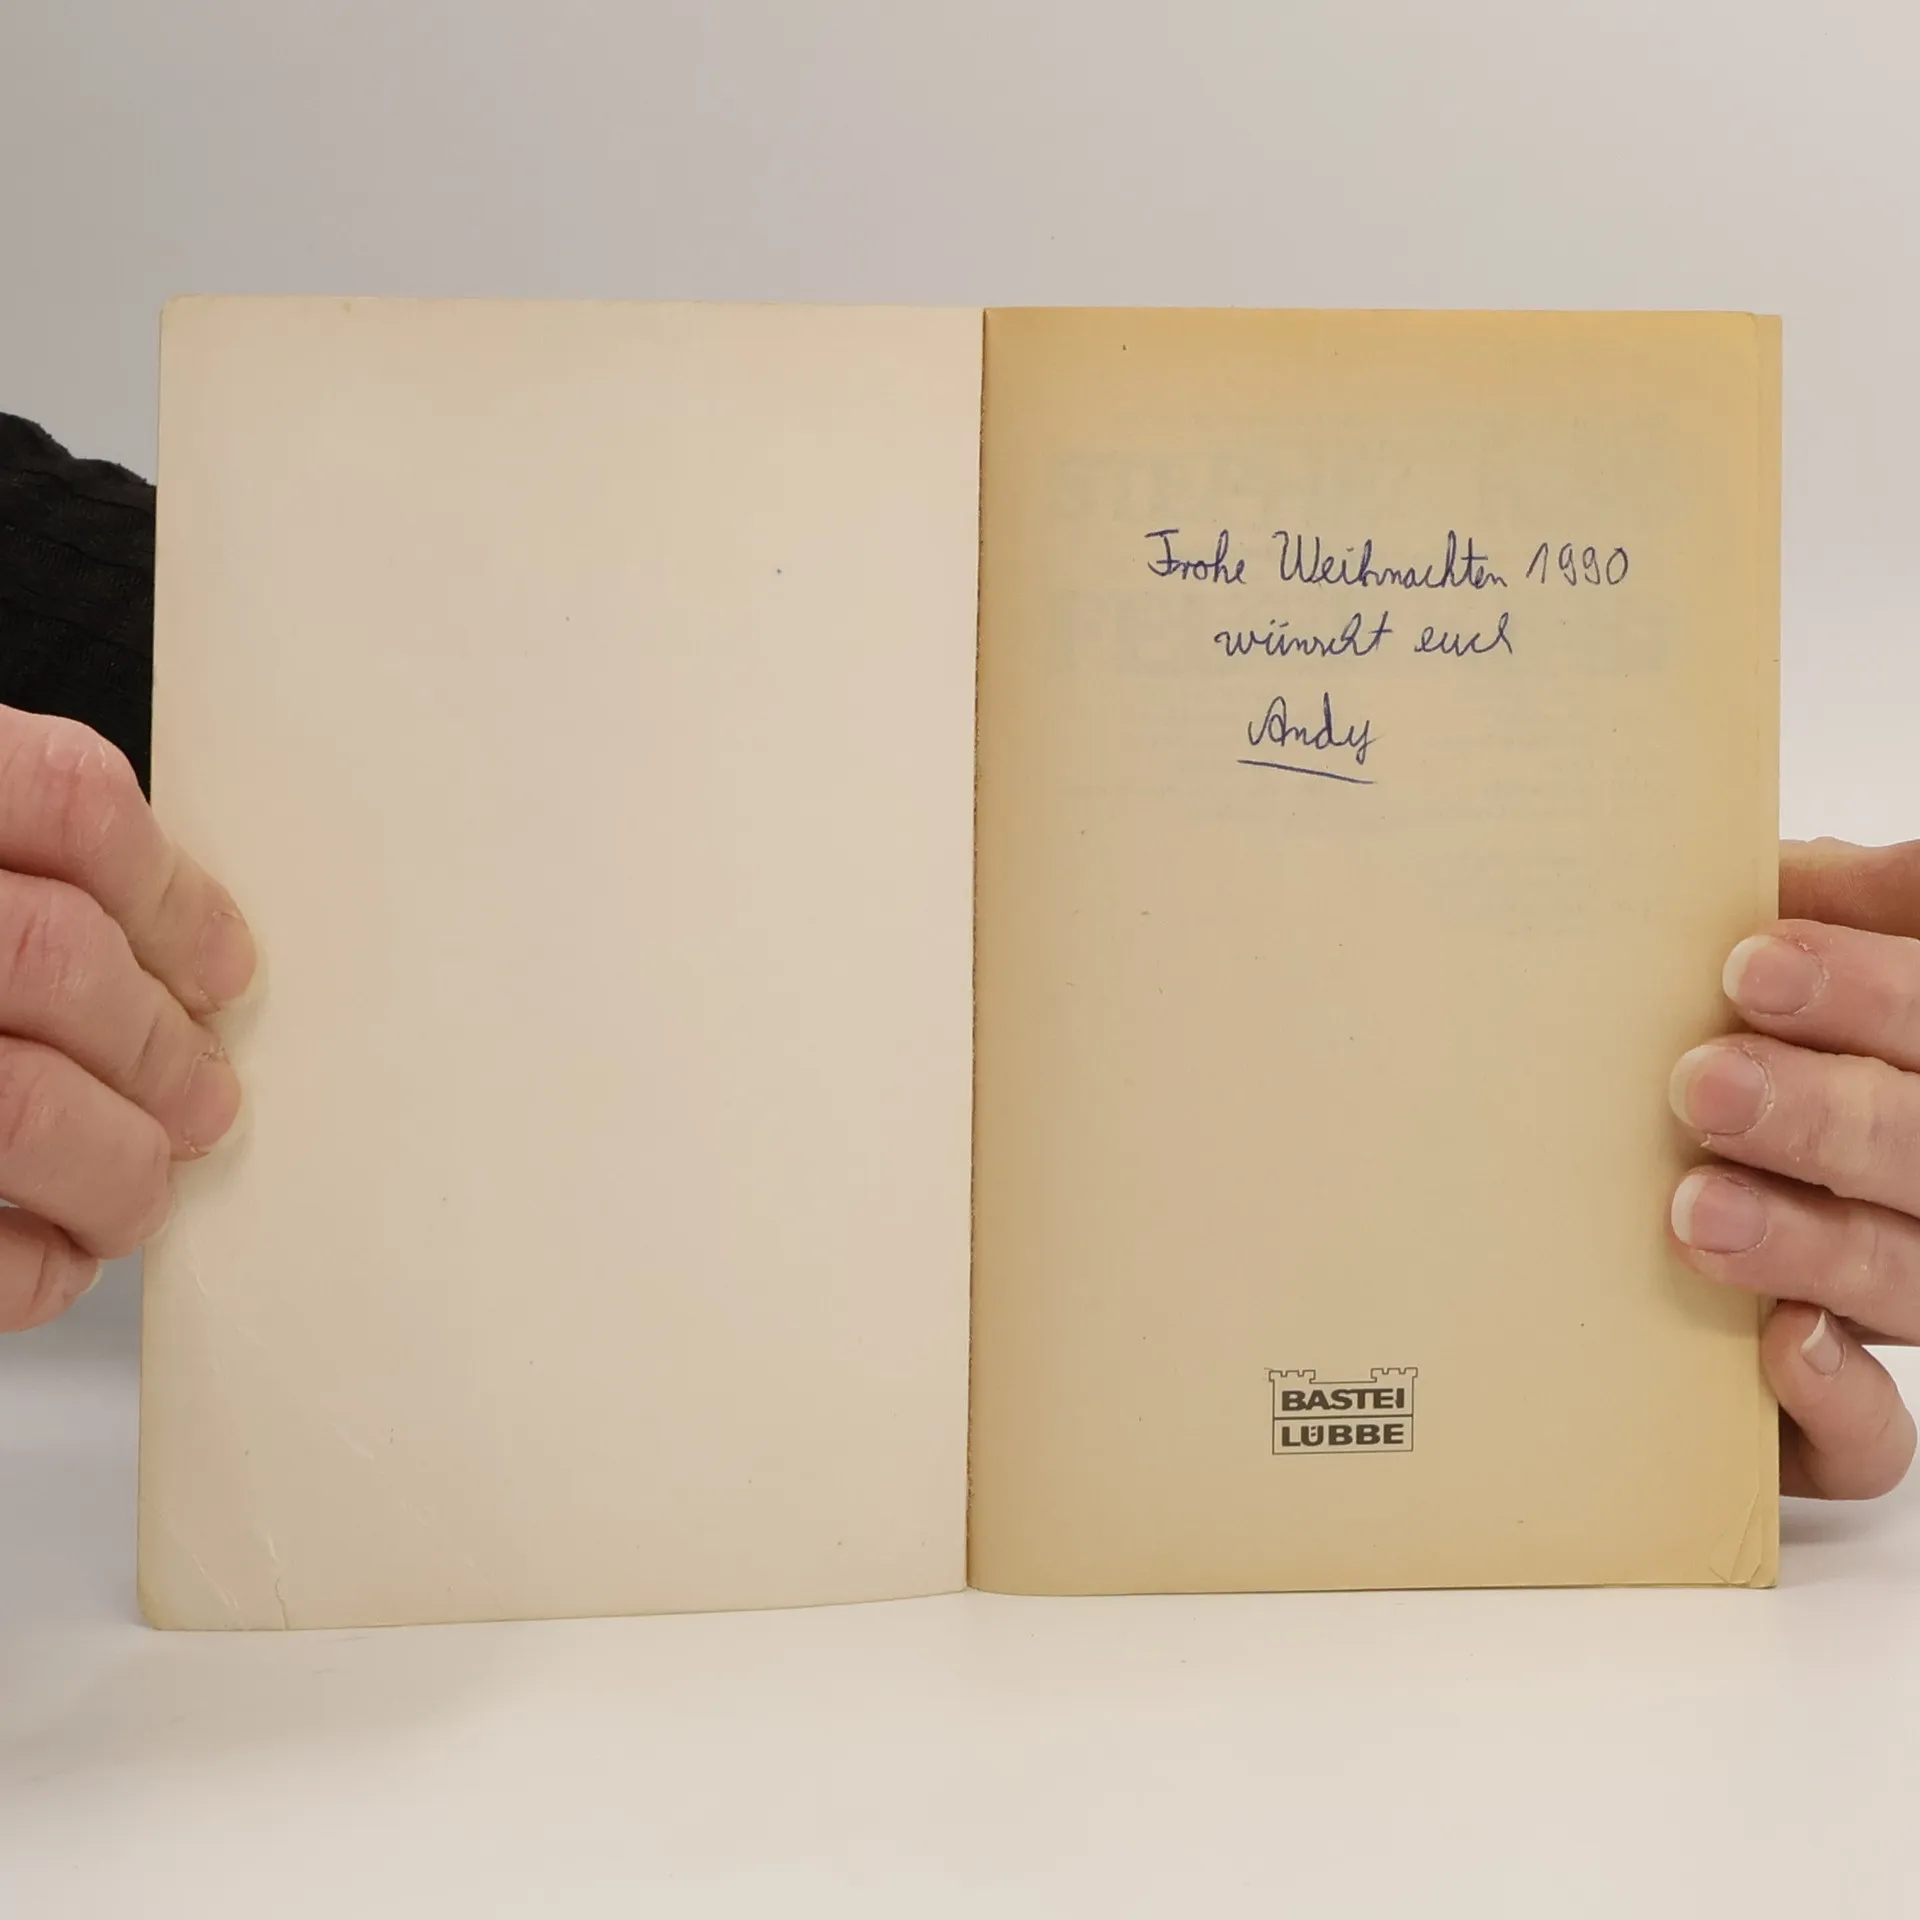 Frohe Weihnachten 1990
wünscht euch
Andy
BASTEI
LÜBBE